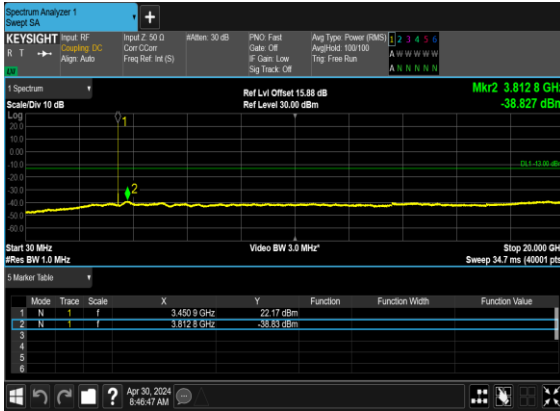 Spectrum Analyzer 1
Swept SA
+
KEYSIGHT Input: RF Input Z: 50 Ω #Atten: 30 dB PNO: Fast Avg Type: Power (RMS) 1 2 3 4 5 6
R T Coupling: DC Corr CCorr Gate: Off Avg|Hold: 100/100 A W W W W W
Align: Auto Freq Ref: Int (S) IF Gain: Low Trig: Free Run
Sig Track: Off A N N N N N
1 Spectrum
Scale/Div 10 dB
Ref Lvl Offset 15.88 dB
Ref Level 30.00 dBm
Mkr2 3.812 8 GHz
-38.827 dBm
Log
20.0
10.0
0.00
-10.0
-20.0
-30.0
-40.0
-50.0
-60.0
1
2
DL1 -13.00 dBm
Start 30 MHz Video BW 3.0 MHz* Stop 20.000 GHz
#Res BW 1.0 MHz Sweep 34.7 ms (40001 pts)
5 Marker Table
Mode Trace Scale X Y Function Function Width Function Value
1 N 1 f 3.450 9 GHz 22.17 dBm
2 N 1 f 3.812 8 GHz -38.83 dBm
3
4
5
6
? Apr 30, 2024
8:46:47 AM